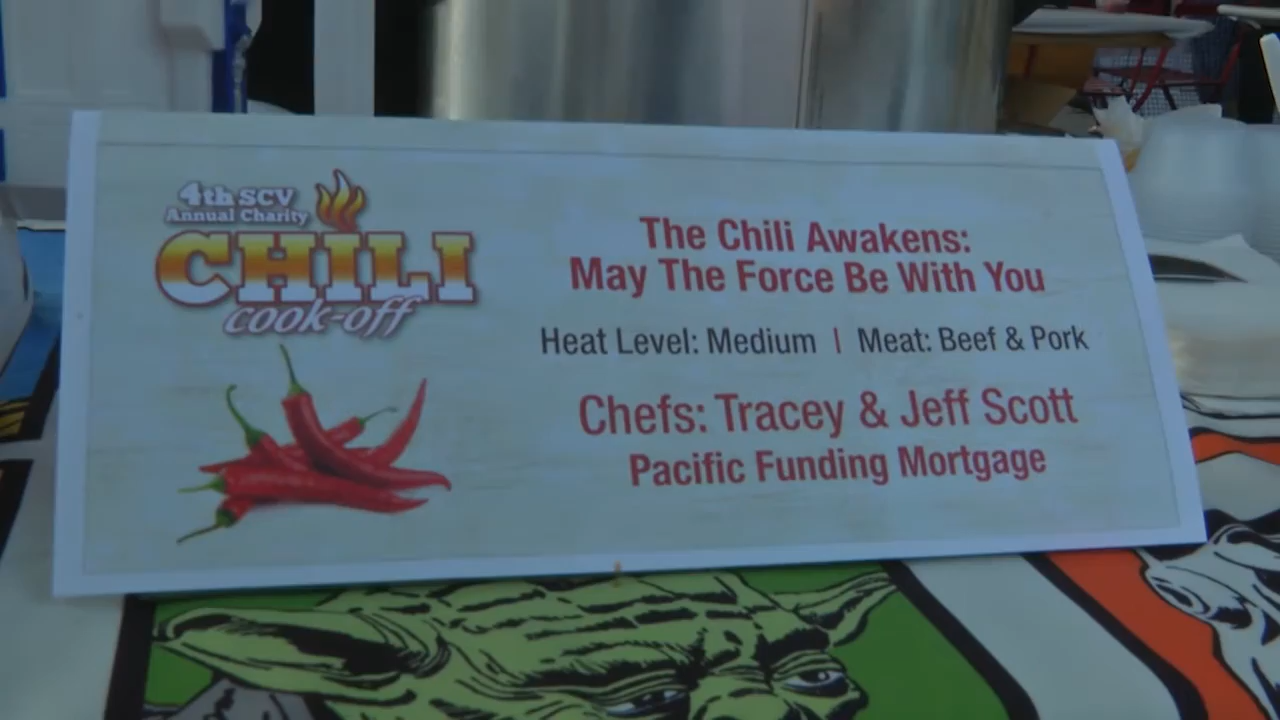 4th SCV
Annual Charity
CHILI
cook-off
The Chili Awakens:
May The Force Be With You
Heat Level: Medium | Meat: Beef & Pork
Chefs: Tracey & Jeff Scott
Pacific Funding Mortgage